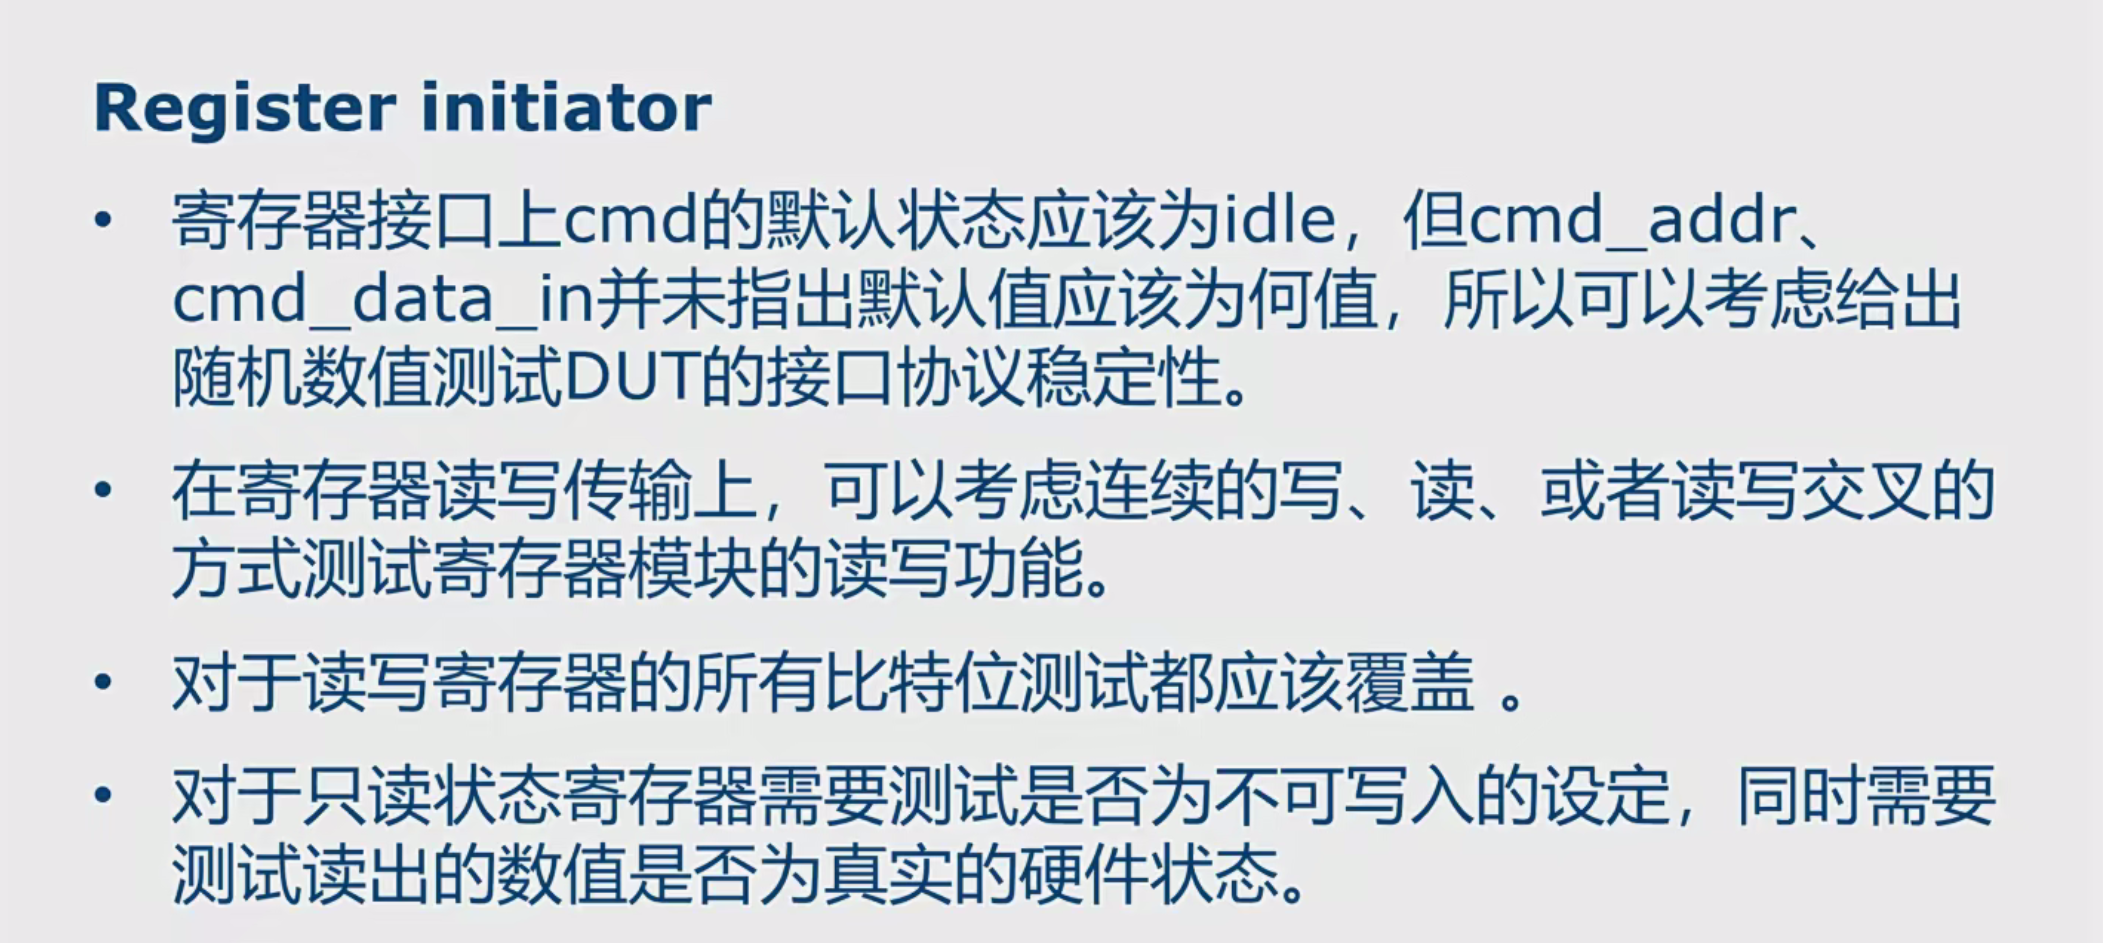 Register initiator
• 寄存器接口上cmd的默认状态应该为idle，但cmd_addr、
cmd_data_in并未指出默认值应该为何值，所以可以考虑给出
随机数值测试DUT的接口协议稳定性。
• 在寄存器读写传输上，可以考虑连续的写、读、或者读写交叉的
方式测试寄存器模块的读写功能。
• 对于读写寄存器的所有比特位测试都应该覆盖 。
• 对于只读状态寄存器需要测试是否为不可写入的设定，同时需要
测试读出的数值是否为真实的硬件状态。